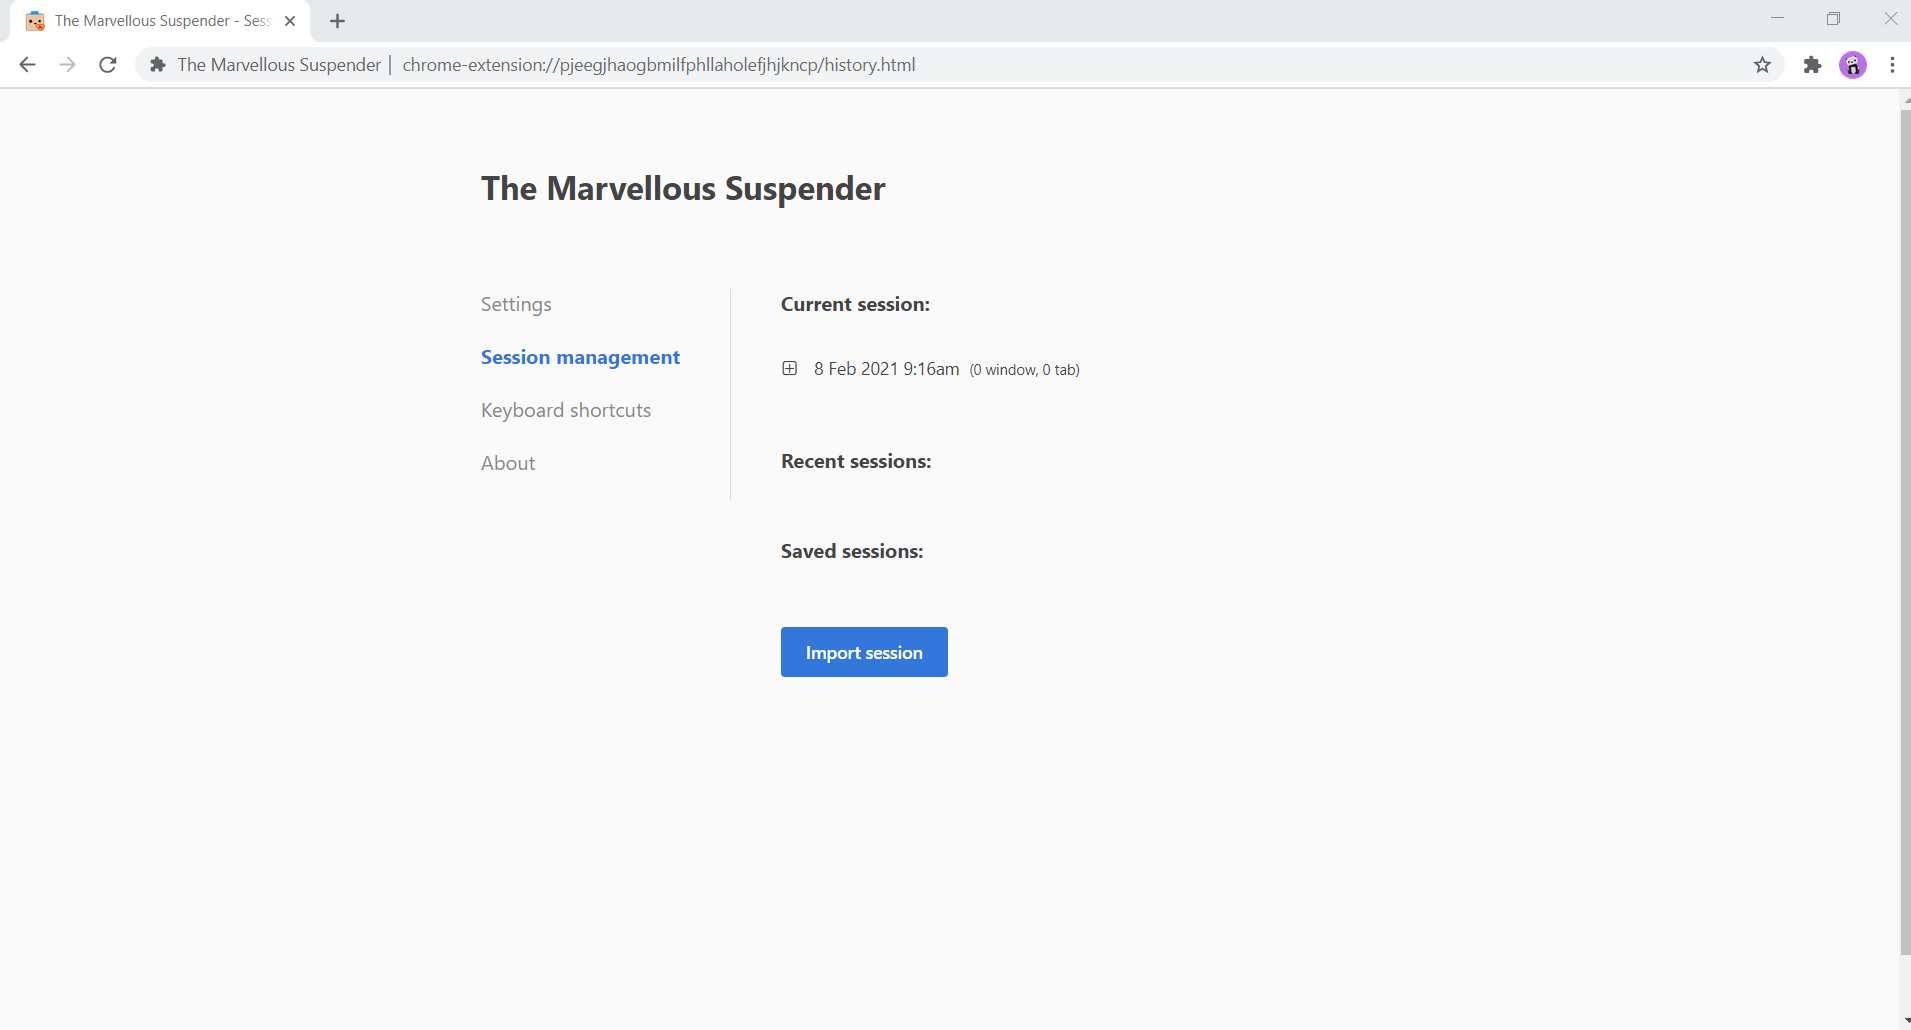 The Marvellous Suspender - Sess
The Marvellous Suspender | chrome-extension://pjeegjhaogbmilfphllaholefjhjkncp/history.html
The Marvellous Suspender
Settings
Session management
Keyboard shortcuts
About
Current session:
8 Feb 2021 9:16am (0 window, 0 tab)
Recent sessions:
Saved sessions:
Import session